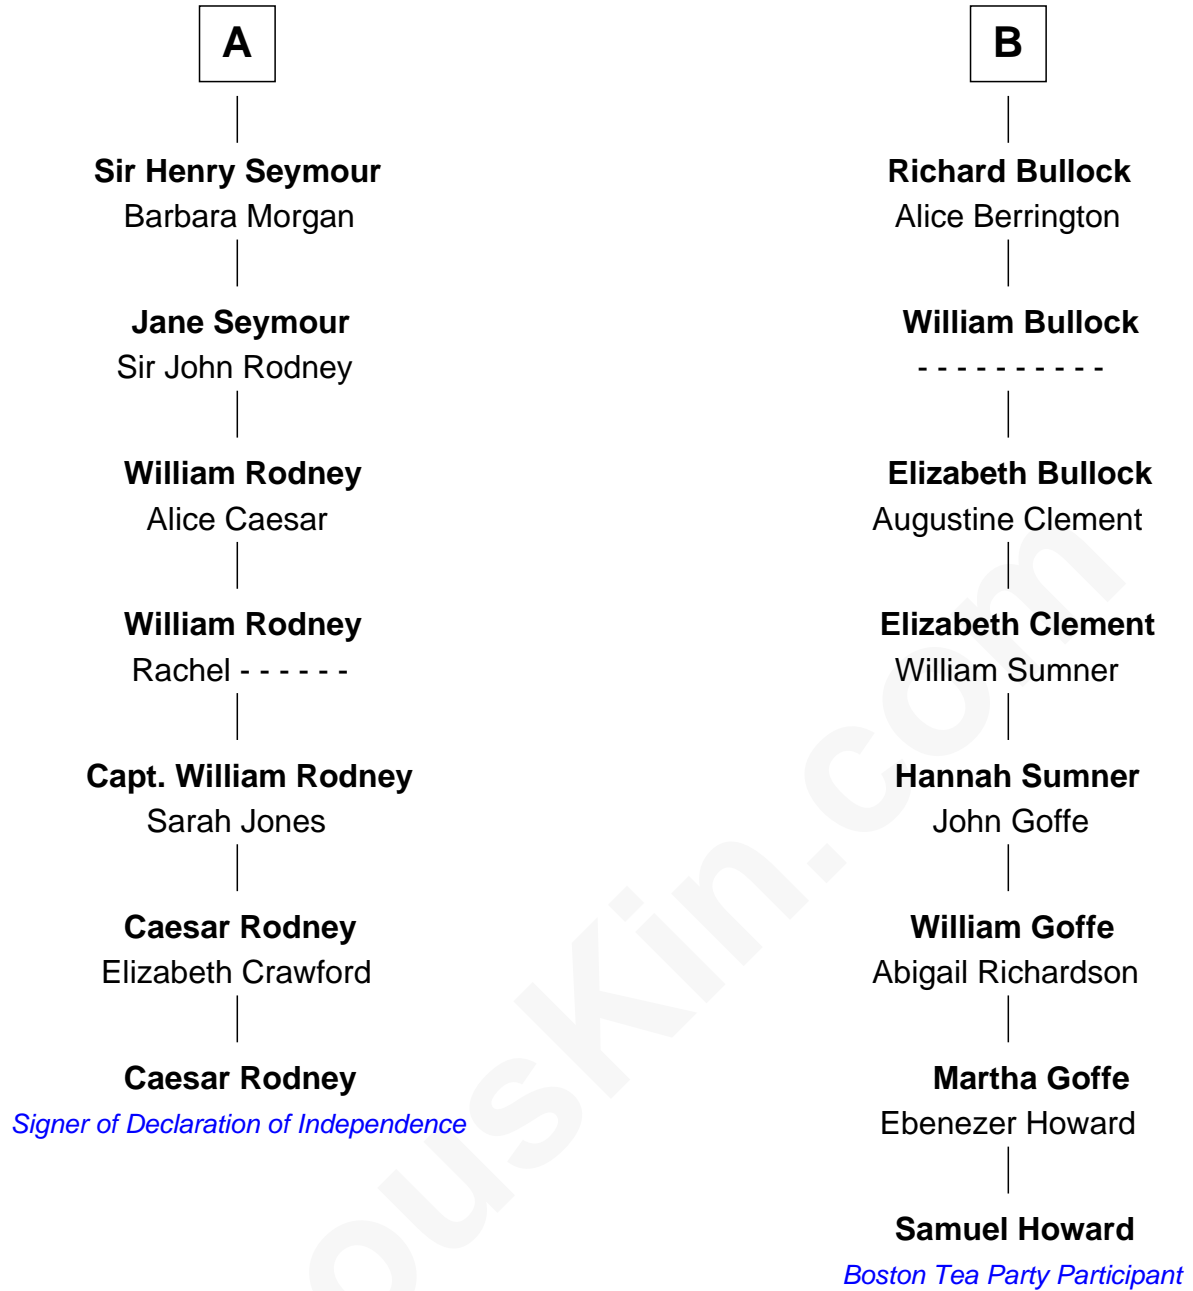 A
Sir Henry Seymour
Barbara Morgan
Jane Seymour
Sir John Rodney
William Rodney
Alice Caesar
William Rodney
Rachel - - - - - -
Capt. William Rodney
Sarah Jones
Caesar Rodney
Elizabeth Crawford
Caesar Rodney
Signer of Declaration of Independence
B
Richard Bullock
Alice Berrington
William Bullock
- - - - - - - - - -
Elizabeth Bullock
Augustine Clement
Elizabeth Clement
William Sumner
Hannah Sumner
John Goffe
William Goffe
Abigail Richardson
Martha Goffe
Ebenezer Howard
Samuel Howard
Boston Tea Party Participant
ousKin.com